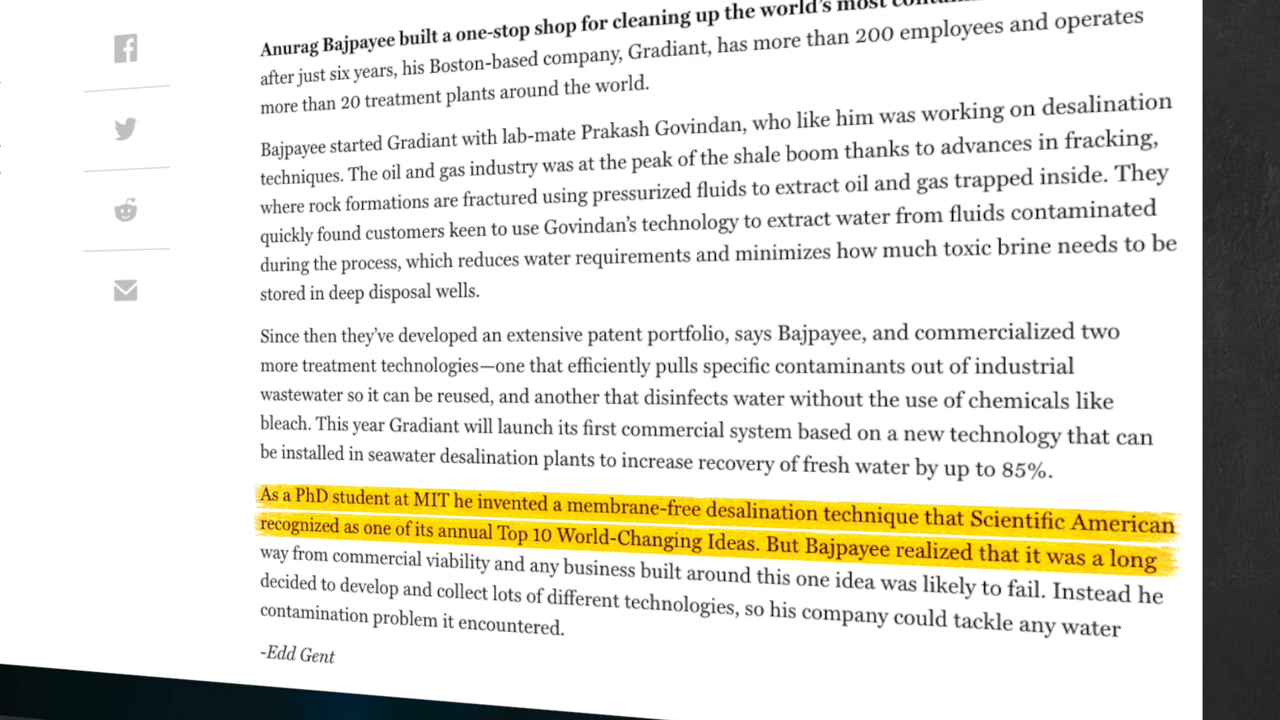 Anurag Bajpayee built a one-stop shop for cleaning up the world's most
after just six years, his Boston-based company, Gradiant, has more than 200 employees and operates
more than 20 treatment plants around the world.
Bajpayee started Gradiant with lab-mate Prakash Govindan, who like him was working on desalination
techniques. The oil and gas industry was at the peak of the shale boom thanks to advances in fracking,
where rock formations are fractured using pressurized fluids to extract oil and gas trapped inside. They
quickly found customers keen to use Govindan's technology to extract water from fluids contaminated
during the process, which reduces water requirements and minimizes how much toxic brine needs to be
stored in deep disposal wells.
Since then they've developed an extensive patent portfolio, says Bajpayee, and commercialized two
more treatment technologies—one that efficiently pulls specific contaminants out of industrial
wastewater so it can be reused, and another that disinfects water without the use of chemicals like
bleach. This year Gradiant will launch its first commercial system based on a new technology that can
be installed in seawater desalination plants to increase recovery of fresh water by up to 85%.
As a PhD student at MIT he invented a membrane-free desalination technique that Scientific American
recognized as one of its annual Top 10 World-Changing Ideas. But Bajpayee realized that it was a long
way from commercial viability and any business built around this one idea was likely to fail. Instead he
decided to develop and collect lots of different technologies, so his company could tackle any water
contamination problem it encountered.
-Edd Gent